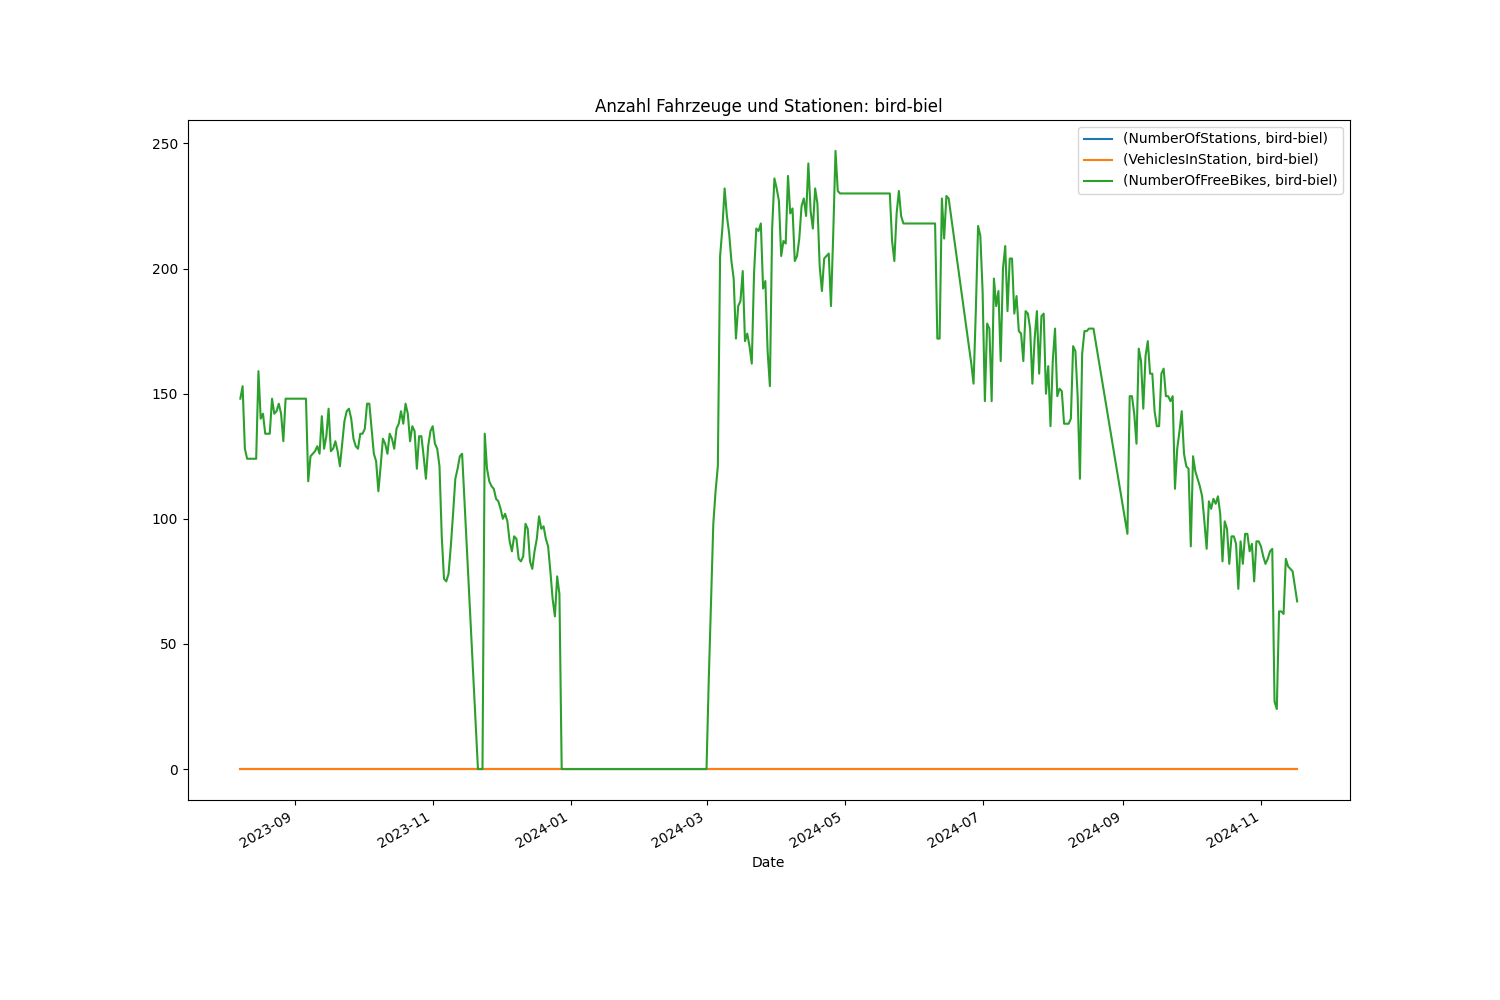 Anzahl Fahrzeuge und Stationen: bird-biel
(NumberOfStations, bird-biel)
(VehiclesInStation, bird-biel)
(NumberOfFreeBikes, bird-biel)
250
200
150
100
50
0
2023-09
2023-11
2024-01
2024-03
2024-05
2024-07
2024-09
2024-11
Date